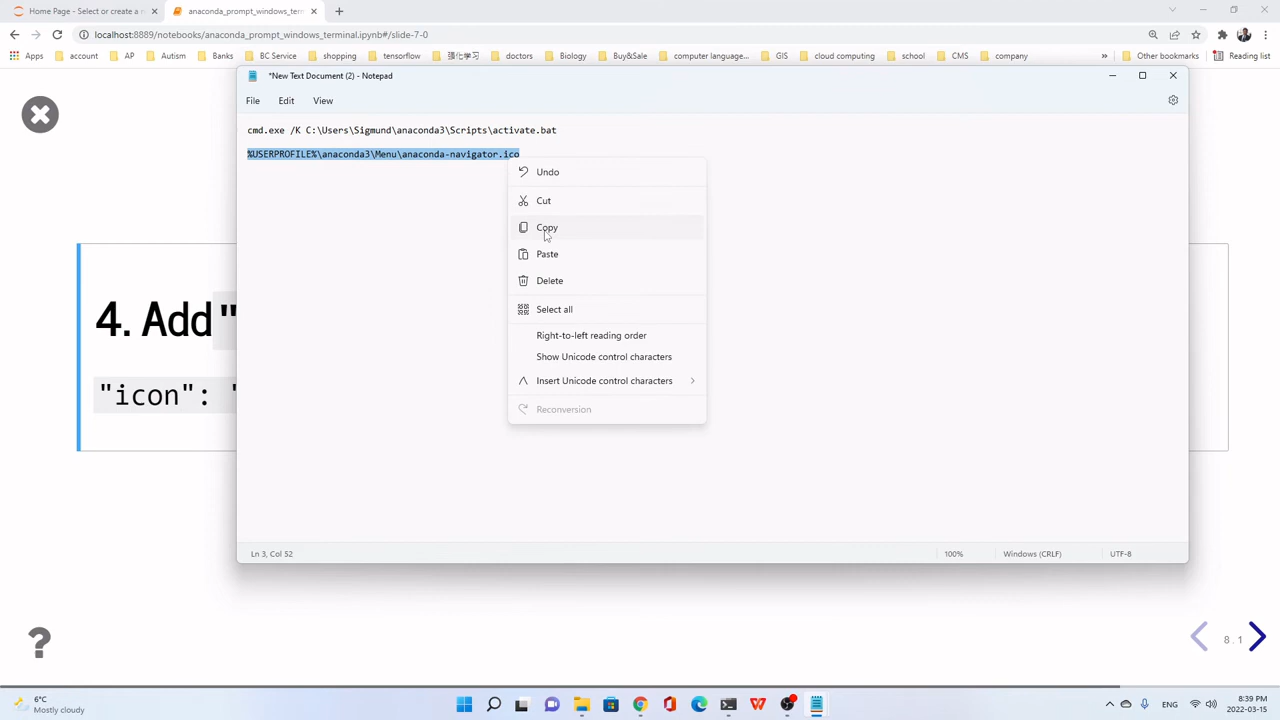 Home Page - Select or create a n
anaconda_prompt_windows_term
localhost:8889/notebooks/anaconda_prompt_windows_terminal.ipynb#/slide-7-0
Apps account AP Autism Banks BC Services shopping tensorflow 強化学习 doctors Biology Buy&Sale computer language... GIS cloud computing school CMS company » Other bookmarks Reading list
*New Text Document (2) - Notepad
File Edit View
cmd.exe /K C:\Users\Sigmund\anaconda3\Scripts\activate.bat
%USERPROFILE%\anaconda3\Menu\anaconda-navigator.ico
Undo
Cut
Copy
Paste
Delete
Select all
Right-to-left reading order
Show Unicode control characters
Insert Unicode control characters
Reconversion
4. Add "
"icon": "
Ln 3, Col 52 100% Windows (CRLF) UTF-8
8.1
6°C
Mostly cloudy
8:39 PM
2022-03-15